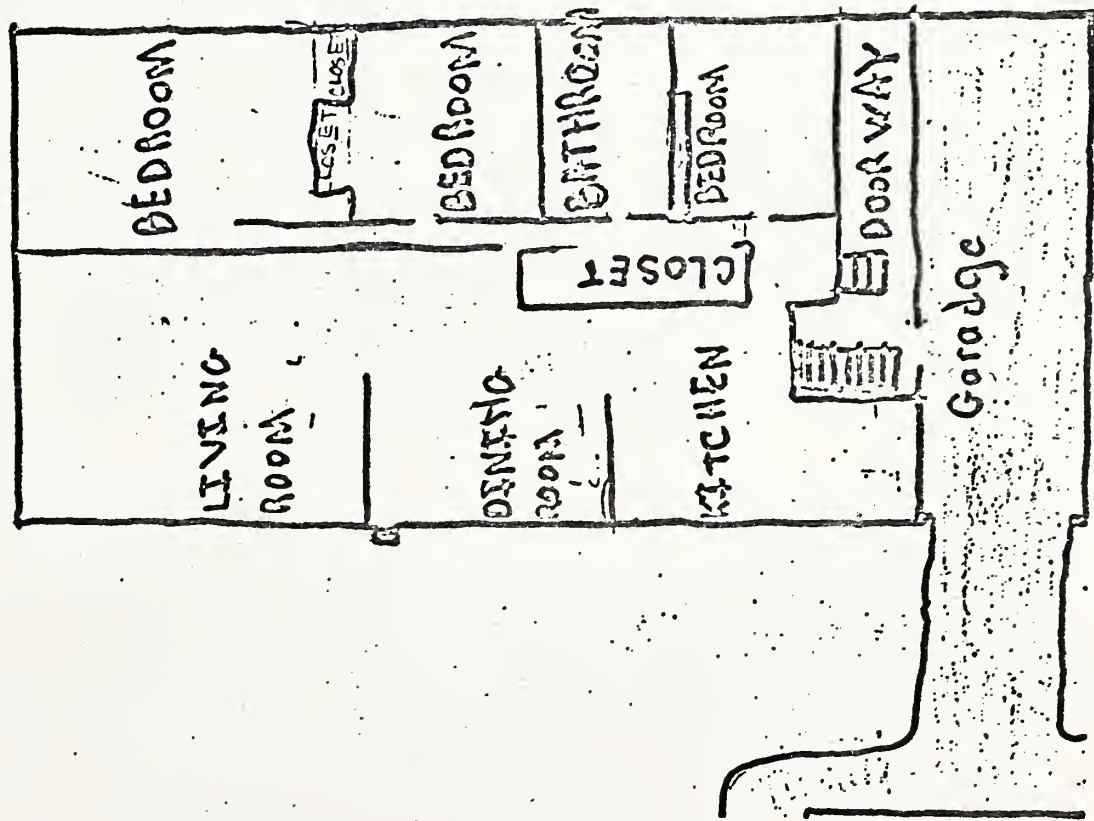 BEDROOM
CLOSET
CLOSET
BEDROOM
BATHROOM
BEDROOM
DOOR WAY
CLOSET
LIVING
ROOM
DINING
ROOM
KITCHEN
Garadge